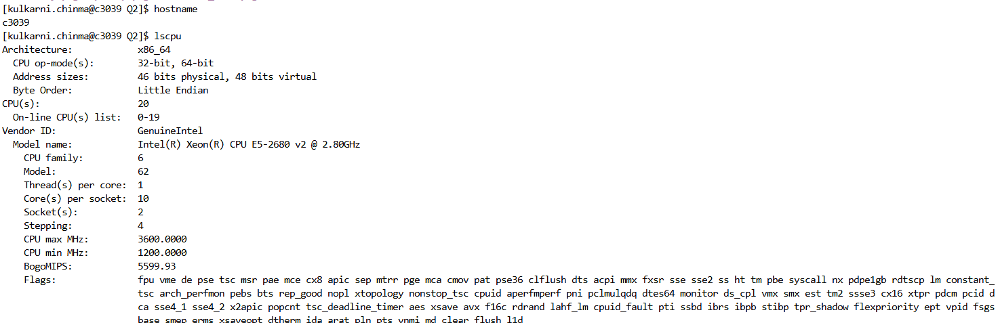 [kulkarni.chinma@c3039 Q2]$ hostname
c3039
[kulkarni.chinma@c3039 Q2]$ lscpu
Architecture: x86_64
CPU op-mode(s): 32-bit, 64-bit
Address sizes: 46 bits physical, 48 bits virtual
Byte Order: Little Endian
CPU(s): 20
On-line CPU(s) list: 0-19
Vendor ID: GenuineIntel
Model name: Intel(R) Xeon(R) CPU E5-2680 v2 @ 2.80GHz
CPU family: 6
Model: 62
Thread(s) per core: 1
Core(s) per socket: 10
Socket(s): 2
Stepping: 4
CPU max MHz: 3600.0000
CPU min MHz: 1200.0000
BogoMIPS: 5599.93
Flags: fpu vme de pse tsc msr pae mce cx8 apic sep mtrr pge mca cmov pat pse36 clflush dts acpi mmx fxsr sse sse2 ss ht tm pbe syscall nx pdpe1gb rdtscp lm constant_
tsc arch_perfmon pebs bts rep_good nopl xtopology nonstop_tsc cpuid aperfmperf pni pclmulqdq dtes64 monitor ds_cpl vmx smx est tm2 ssse3 cx16 xtpr pdcm pcid d
ca sse4_1 sse4_2 x2apic popcnt tsc_deadline_timer aes xsave avx f16c rdrand lahf_lm cpuid_fault pti ssbd ibrs ibpb stibp tpr_shadow flexpriority ept vpid fsgs
base smep erms xsaveopt dtherm ida arat pln pts vnmi md_clear flush_l1d